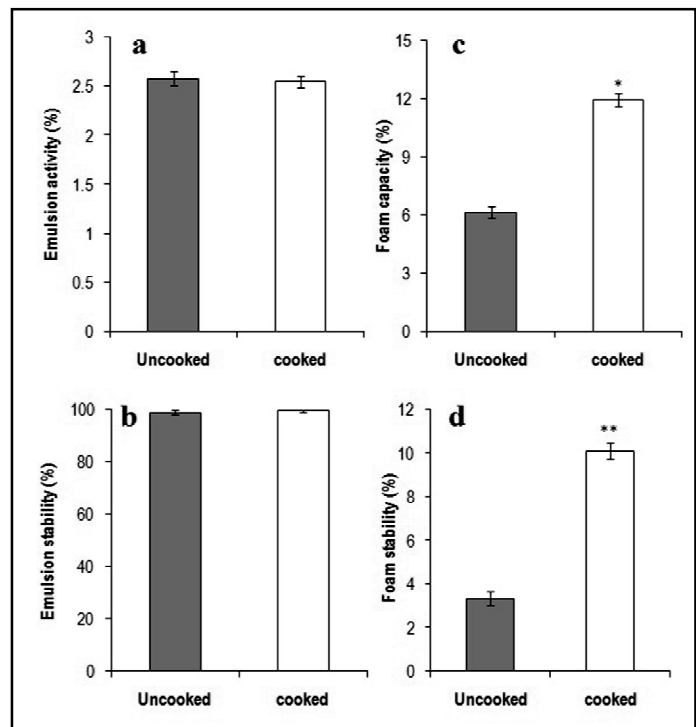 a
Emulsion activity (%)
3
2.5
2
1.5
1
0.5
0
Uncooked cooked
c
Foam capacity (%)
15
12
9
6
3
0
*
Uncooked cooked
b
Emulsion stability (%)
100
80
60
40
20
0
Uncooked cooked
d
Foam stability (%)
12
10
8
6
4
2
0
**
Uncooked cooked